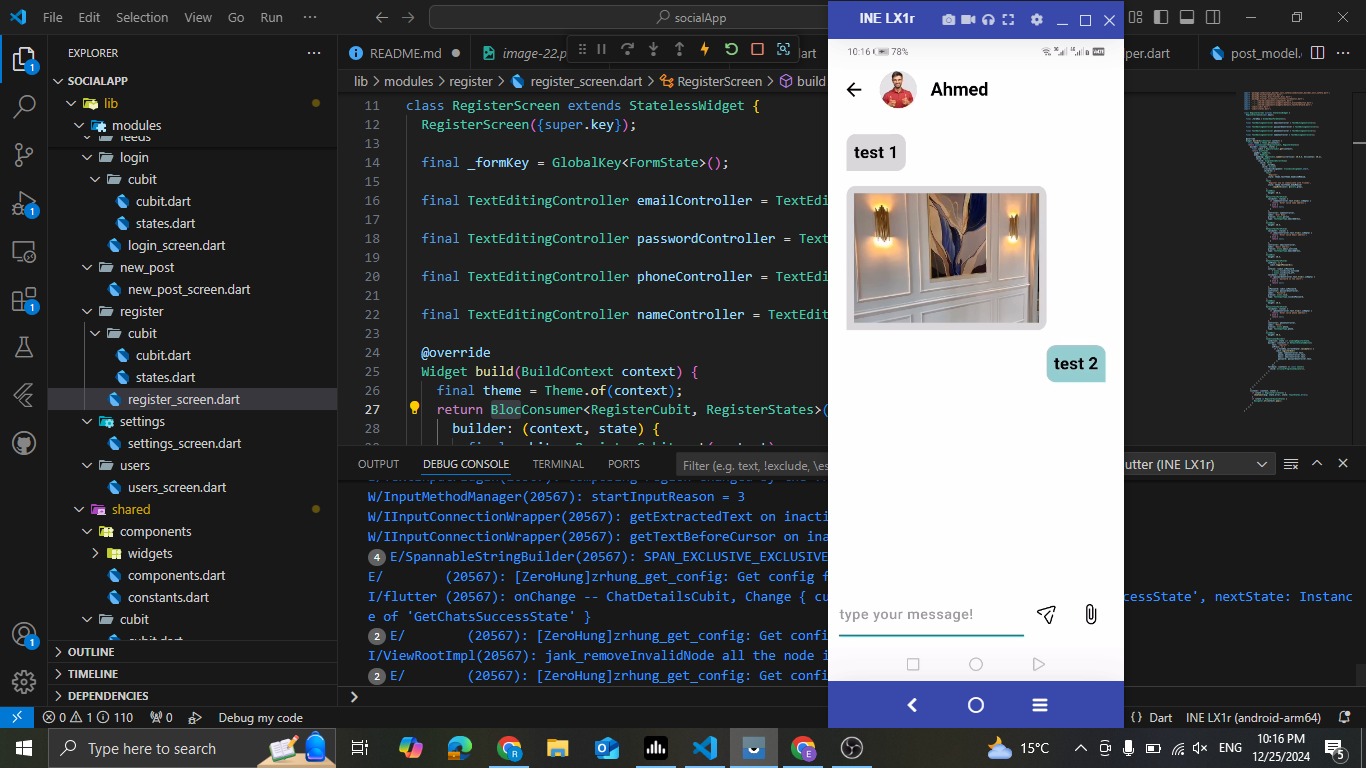 File Edit Selection View Go Run ···
socialApp
INE LX1r
EXPLORER
SOCIALAPP
lib
modules
feeds
login
cubit
cubit.dart
states.dart
login_screen.dart
new_post
new_post_screen.dart
register
cubit
cubit.dart
states.dart
register_screen.dart
settings
settings_screen.dart
users
users_screen.dart
shared
components
widgets
components.dart
constants.dart
cubit
cubit.dart
OUTLINE
TIMELINE
DEPENDENCIES
README.md
image-22.p
post_model.
lib > modules > register > register_screen.dart > RegisterScreen > build
11 class RegisterScreen extends StatelessWidget {
12 RegisterScreen({super.key});
13
14 final _formKey = GlobalKey<FormState>();
15
16 final TextEditingController emailController = TextEdi
17
18 final TextEditingController passwordController = Text
19
20 final TextEditingController phoneController = TextEdi
21
22 final TextEditingController nameController = TextEdit
23
24 @override
25 Widget build(BuildContext context) {
26 final theme = Theme.of(context);
27 return BlocConsumer<RegisterCubit, RegisterStates>(
28 builder: (context, state) {
OUTPUT DEBUG CONSOLE TERMINAL PORTS
Filter (e.g. text, !exclude, \es
utter (INE LX1r)
W/InputMethodManager(20567): startInputReason = 3
W/IInputConnectionWrapper(20567): getExtractedText on inacti
W/IInputConnectionWrapper(20567): getTextBeforeCursor on ina
4 E/SpannableStringBuilder(20567): SPAN_EXCLUSIVE_EXCLUSIVE
E/ (20567): [ZeroHung]zrhung_get_config: Get config f
I/flutter (20567): onChange -- ChatDetailsCubit, Change { cu
ccessState', nextState: Instanc
e of 'GetChatsSuccessState' }
2 E/ (20567): [ZeroHung]zrhung_get_config: Get confi
I/ViewRootImpl(20567): jank_removeInvalidNode all the node i
2 E/ (20567): [ZeroHung]zrhung_get_config: Get confi
10:16 78%
Ahmed
test 1
test 2
type your message!
0 1 110 0 Debug my code
{} Dart INE LX1r (android-arm64)
Type here to search
15°C
ENG
10:16 PM
12/25/2024
5